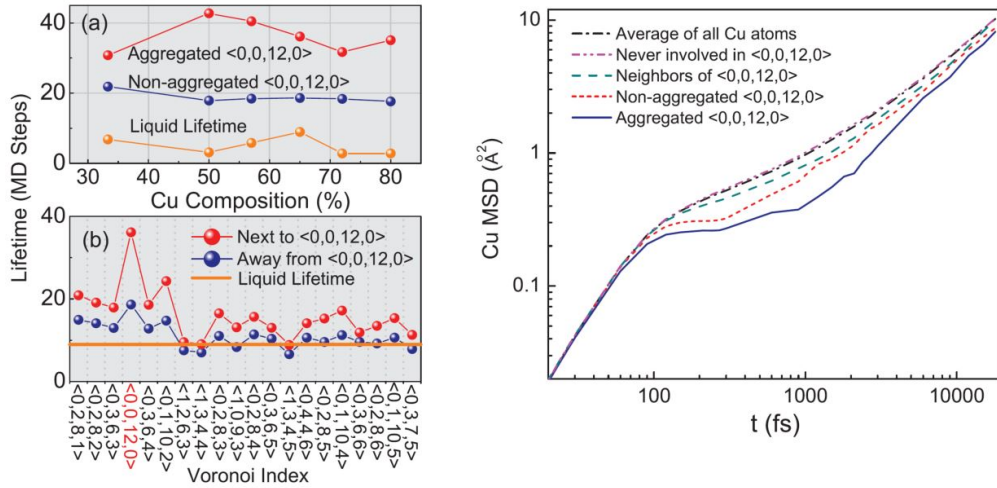 (a)
40
30
20
10
0
Aggregated <0,0,12,0>
Non-aggregated <0,0,12,0>
Liquid Lifetime
30 40 50 60 70 80
Cu Composition (%)
Lifetime (MD Steps)
(b)
40
20
10
0
Next to <0,0,12,0>
Away from <0,0,12,0>
Liquid Lifetime
<0,2,8,1>
<0,2,8,2>
<0,3,6,3>
<0,0,12,0>
<0,3,6,4>
<0,1,10,2>
<1,2,6,3>
<1,3,4,4>
<0,2,8,3>
<1,0,9,3>
<0,2,8,4>
<0,3,6,5>
<1,3,4,5>
<0,4,4,6>
<0,2,8,5>
<0,1,10,4>
<0,3,6,6>
<0,2,8,6>
<0,1,10,5>
<0,3,7,5>
Voronoi Index
10
1
0.1
Cu MSD (Å²)
Average of all Cu atoms
Never involved in <0,0,12,0>
Neighbors of <0,0,12,0>
Non-aggregated <0,0,12,0>
Aggregated <0,0,12,0>
100 1000 10000
t (fs)